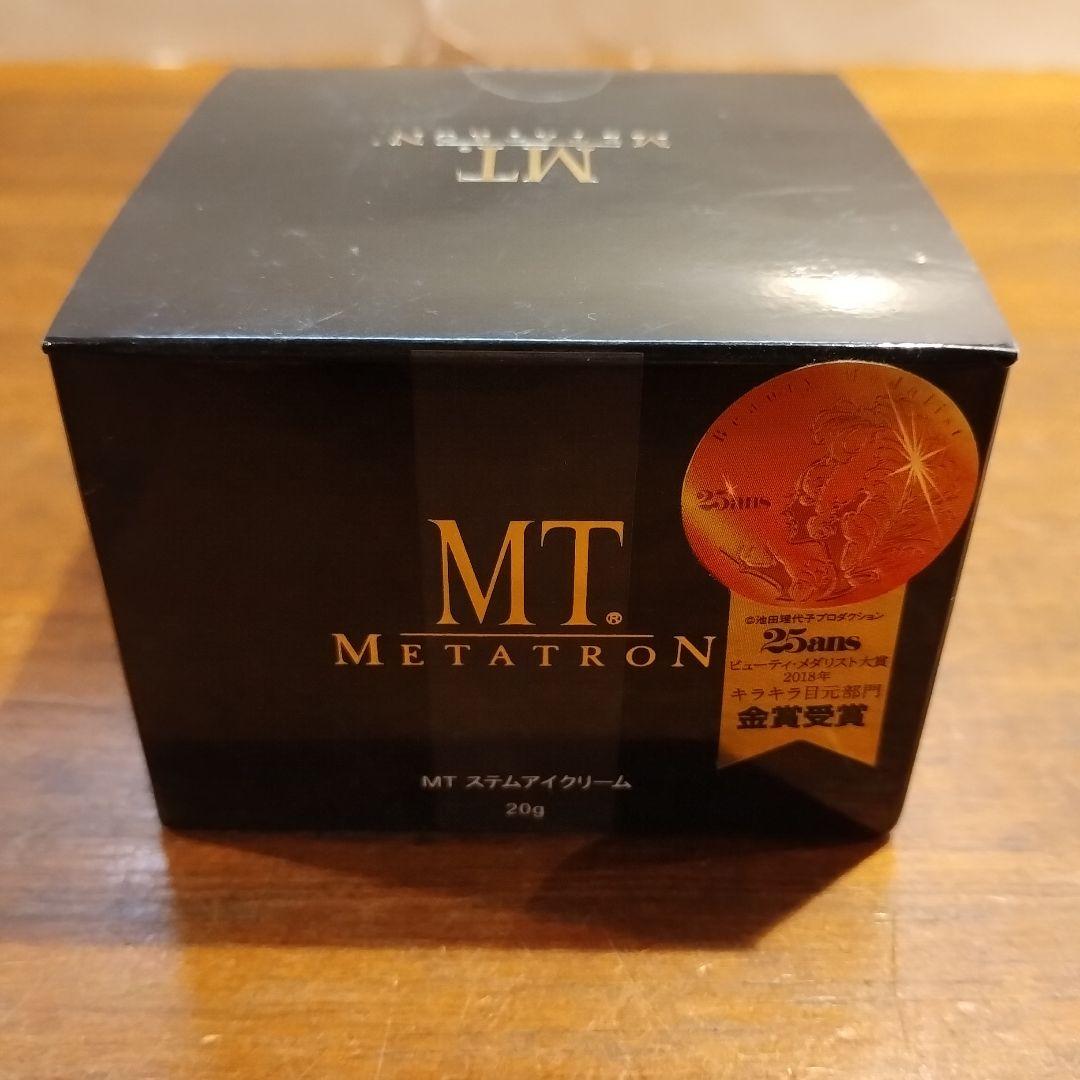 MT
METATRON
Beauty Medalist
25ans
MT®
METATRON
©池田理代子プロダクション
25ans
ビューティ・メダリスト大賞
2018年
キラキラ目元部門
金賞受賞
MT ステムアイクリーム
20g